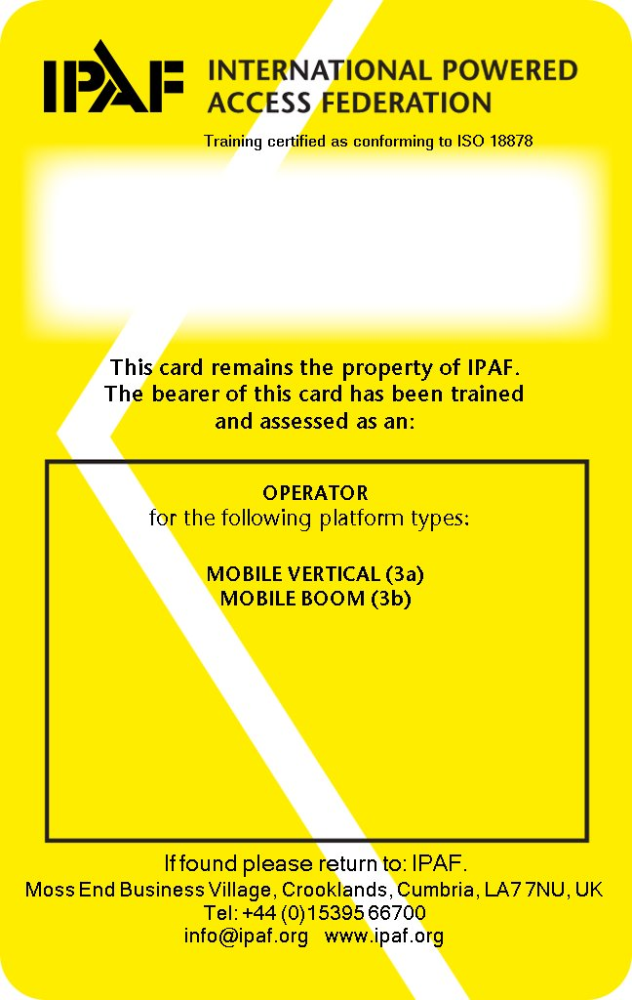 IPAF INTERNATIONAL POWERED
ACCESS FEDERATION
Training certified as conforming to ISO 18878
This card remains the property of IPAF.
The bearer of this card has been trained
and assessed as an:
OPERATOR
for the following platform types:
MOBILE VERTICAL (3a)
MOBILE BOOM (3b)
If found please return to: IPAF.
Moss End Business Village, Crooklands, Cumbria, LA7 7NU, UK
Tel: +44 (0)15395 66700
info@ipaf.org www.ipaf.org